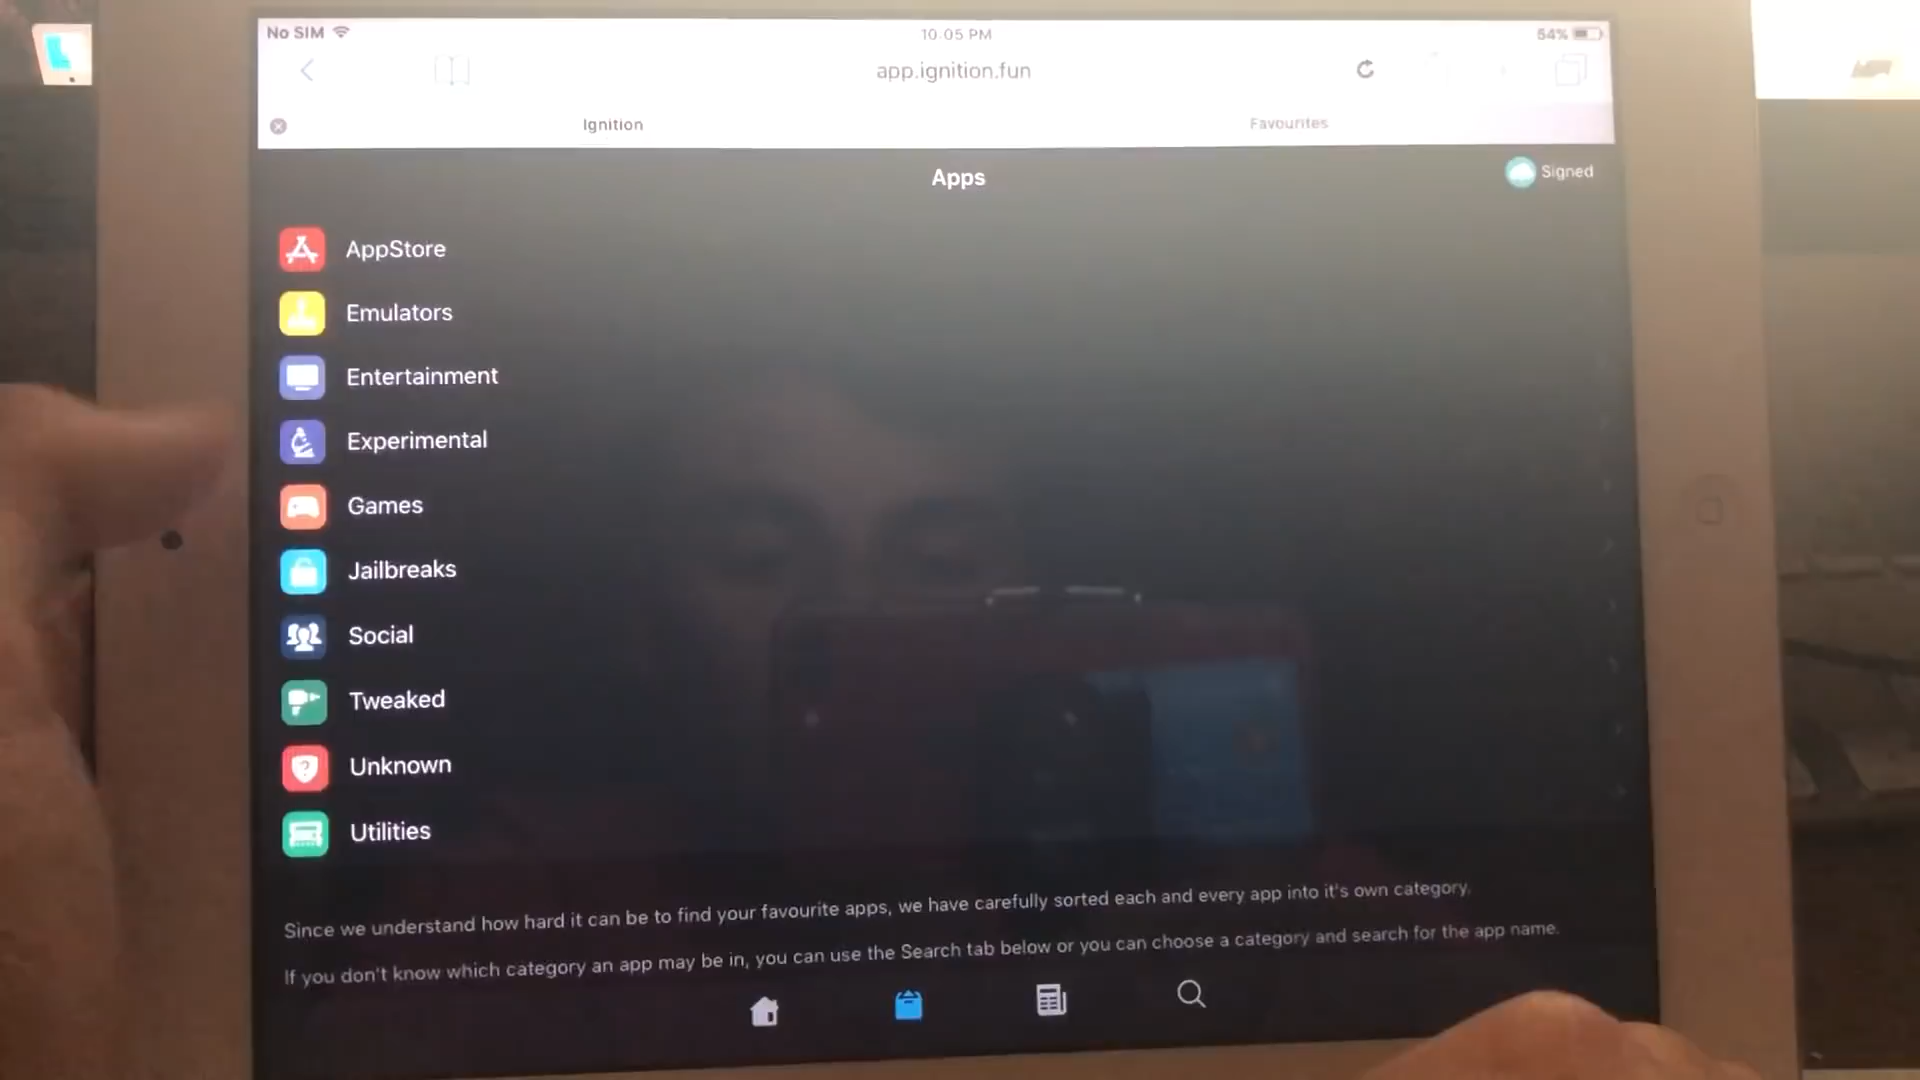 No SIM
10:05 PM
54%
app.ignition.fun
Ignition
Favourites
Apps
Signed
AppStore
Emulators
Entertainment
Experimental
Games
Jailbreaks
Social
Tweaked
Unknown
Utilities
Since we understand how hard it can be to find your favourite apps, we have carefully sorted each and every app into it's own category.
If you don't know which category an app may be in, you can use the Search tab below or you can choose a category and search for the app name.